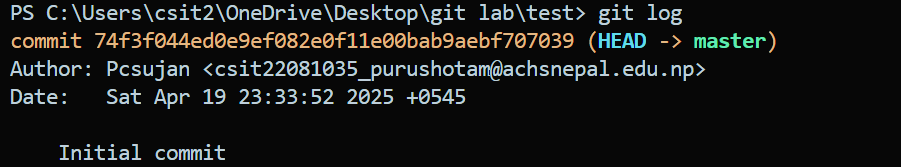 PS C:\Users\csit2\OneDrive\Desktop\git lab\test> git log
commit 74f3f044ed0e9ef082e0f11e00bab9aebf707039 (HEAD -> master)
Author: Pcsujan <csit22081035_purushotam@achsnepal.edu.np>
Date:   Sat Apr 19 23:33:52 2025 +0545

    Initial commit